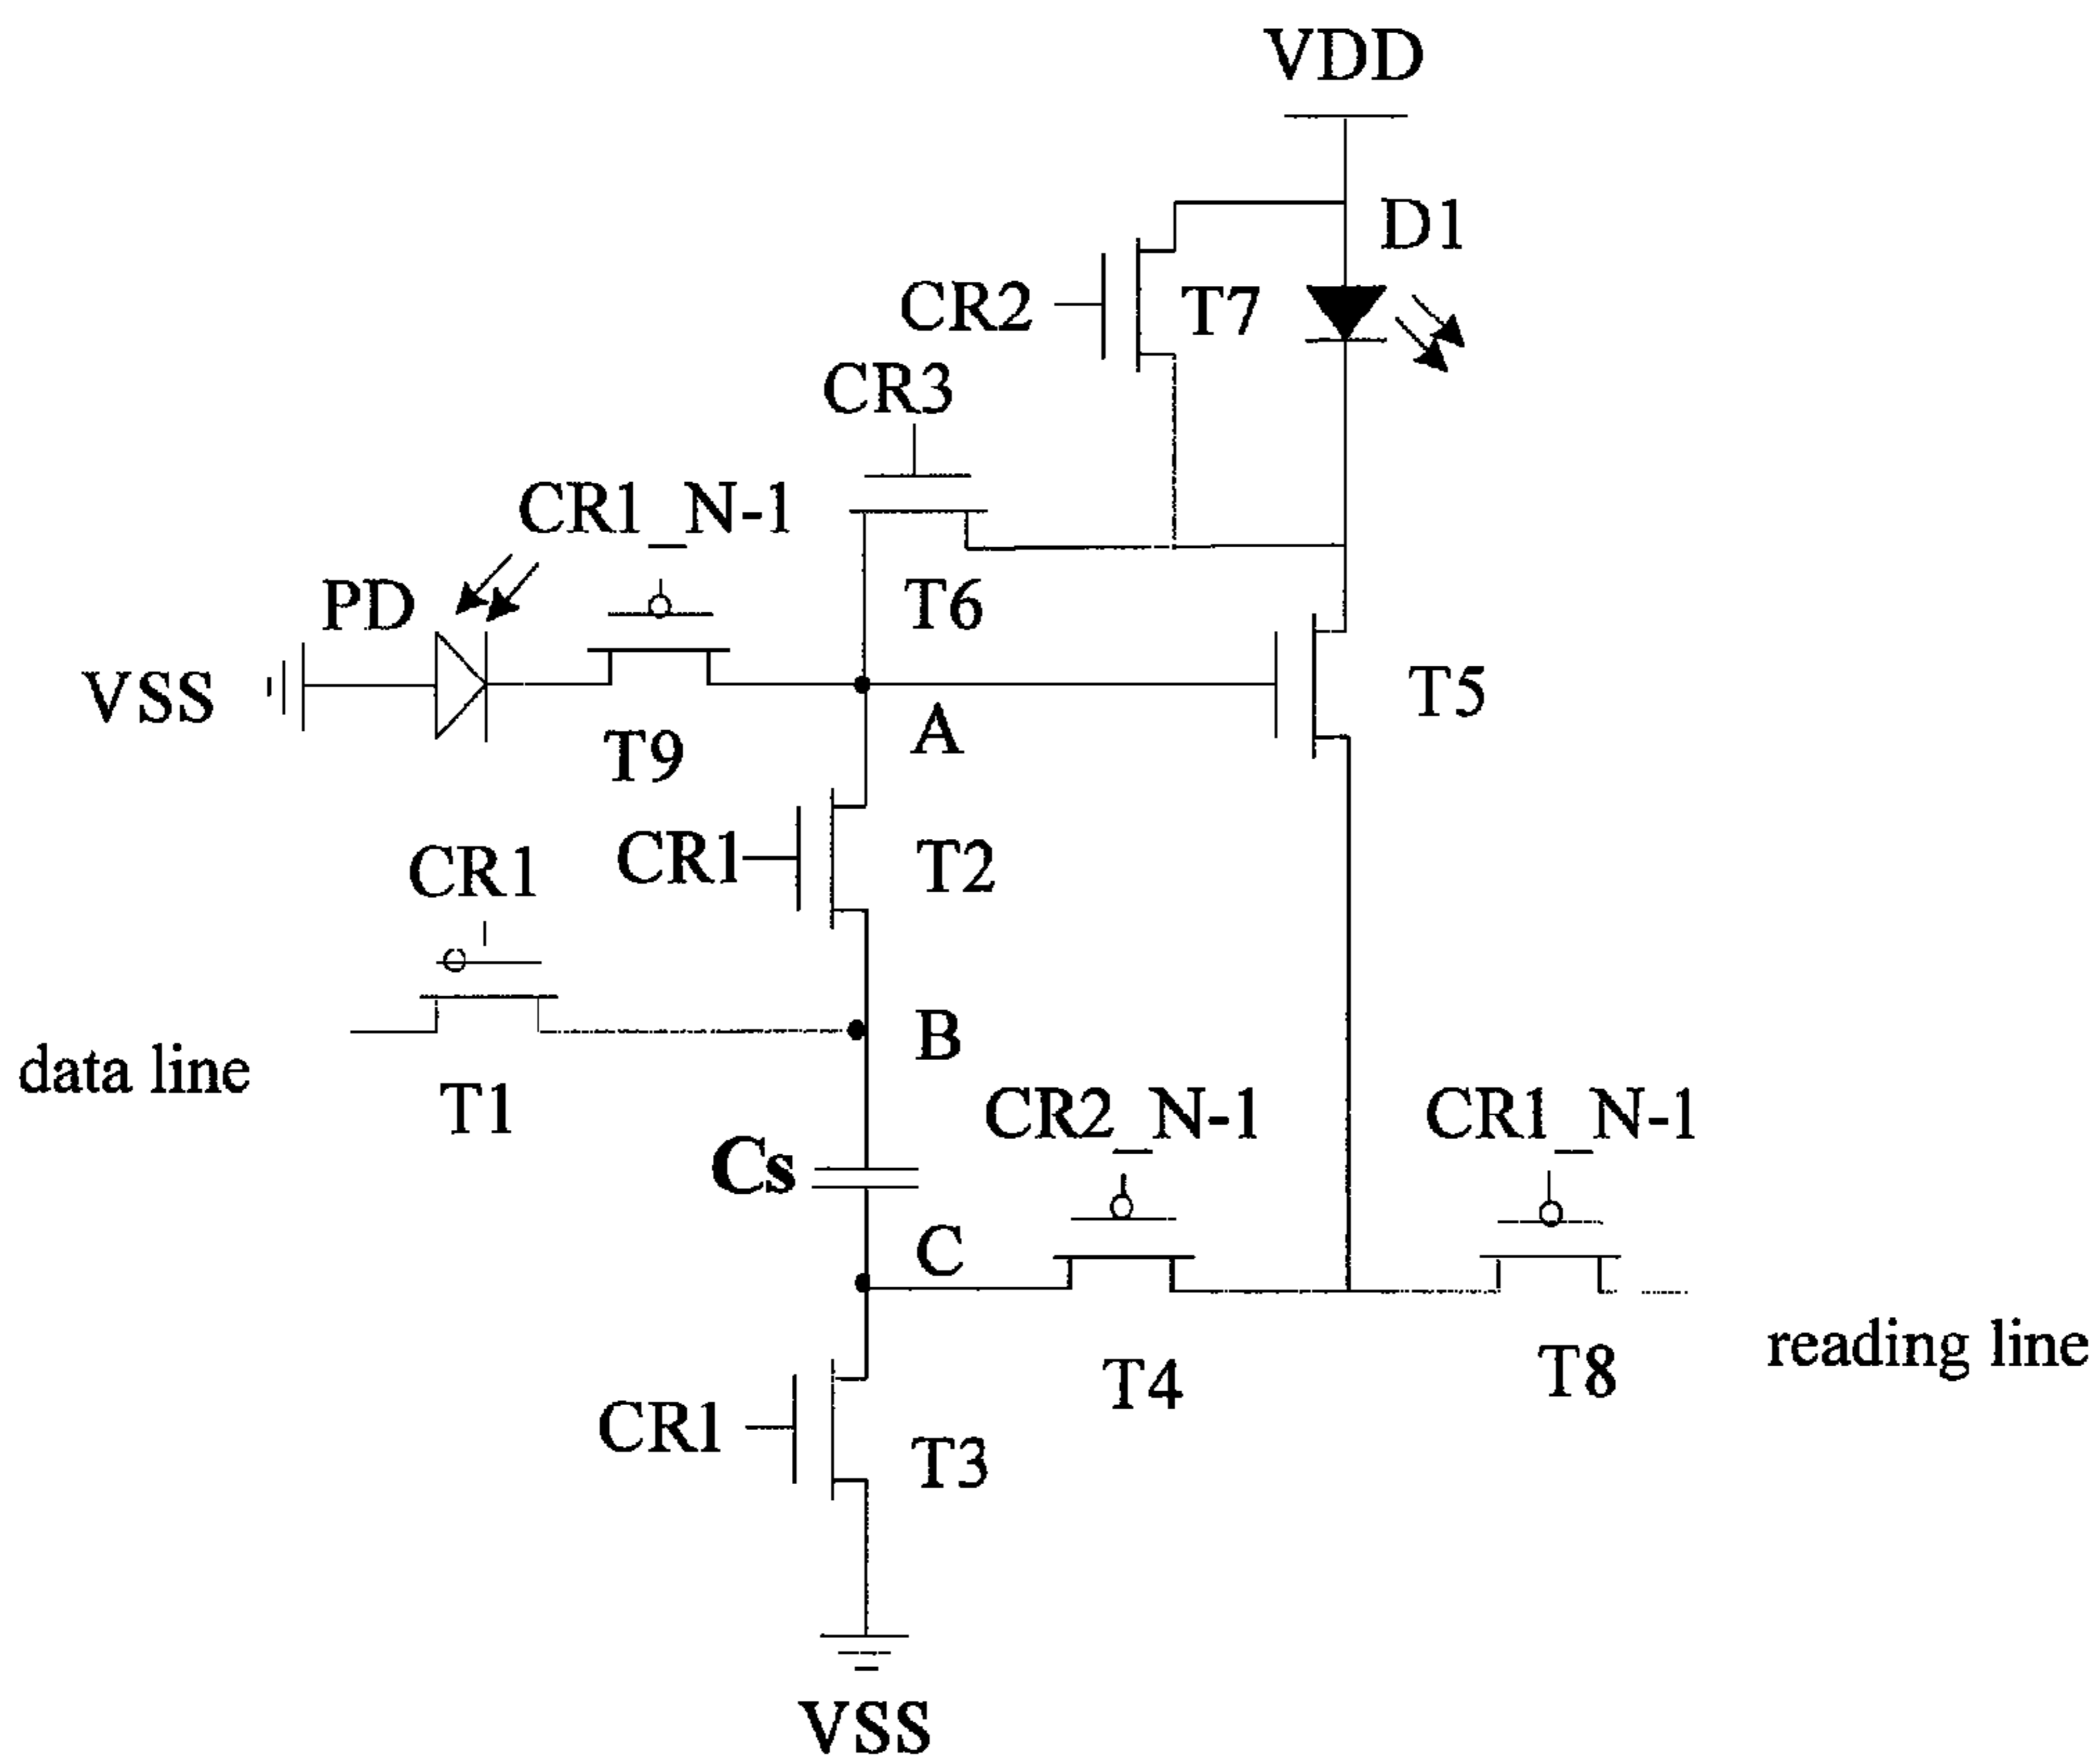 VDD
D1
CR2
T7
CR3
CR1_N-1
PD
T6
VSS
T5
A
T9
CR1
T2
CR1
B
data line
T1
CR2_N-1
CR1_N-1
Cs
C
reading line
T4
T8
CR1
T3
VSS